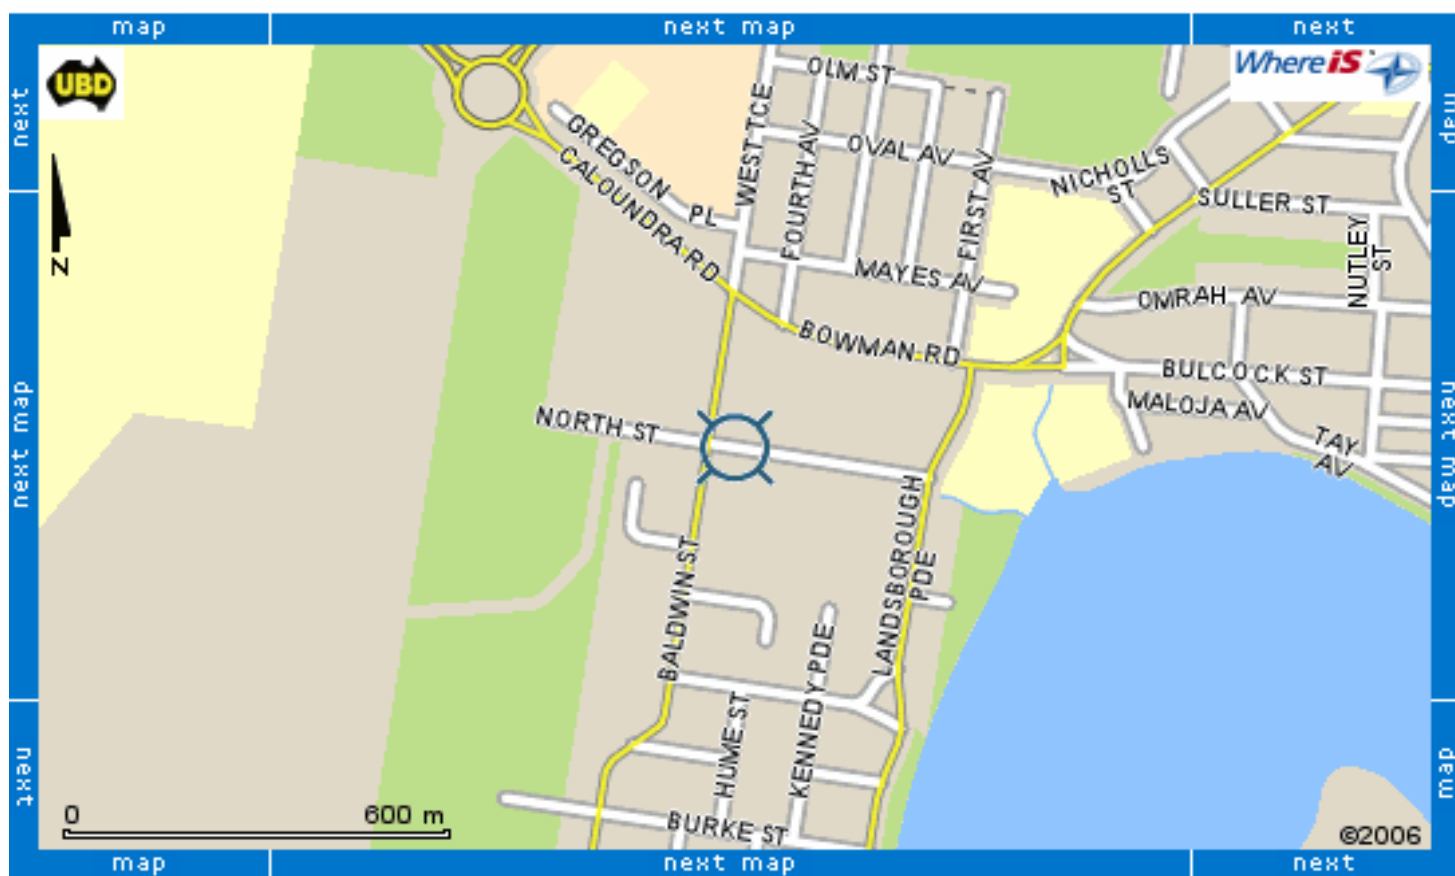 map
next map
next
UBD
WhereiS
next
map
OLM ST
WEST TCE
GREGSON
PL
CALOUNDRA RD
FOURTH AV
OVAL AV
FIRST AV
NICHOLLS
ST
SULLER ST
NUTLEY
ST
N
MAYES AV
OMRAH AV
BOWMAN RD
BULCOCK ST
MALOJA AV
TAY
AV
next map
next map
NORTH ST
BALDWIN ST
LANDSBOROUGH
PDE
KENNEDY PDE
HUME ST
BURKE ST
next
map
0
600 m
©2006
map
next map
next